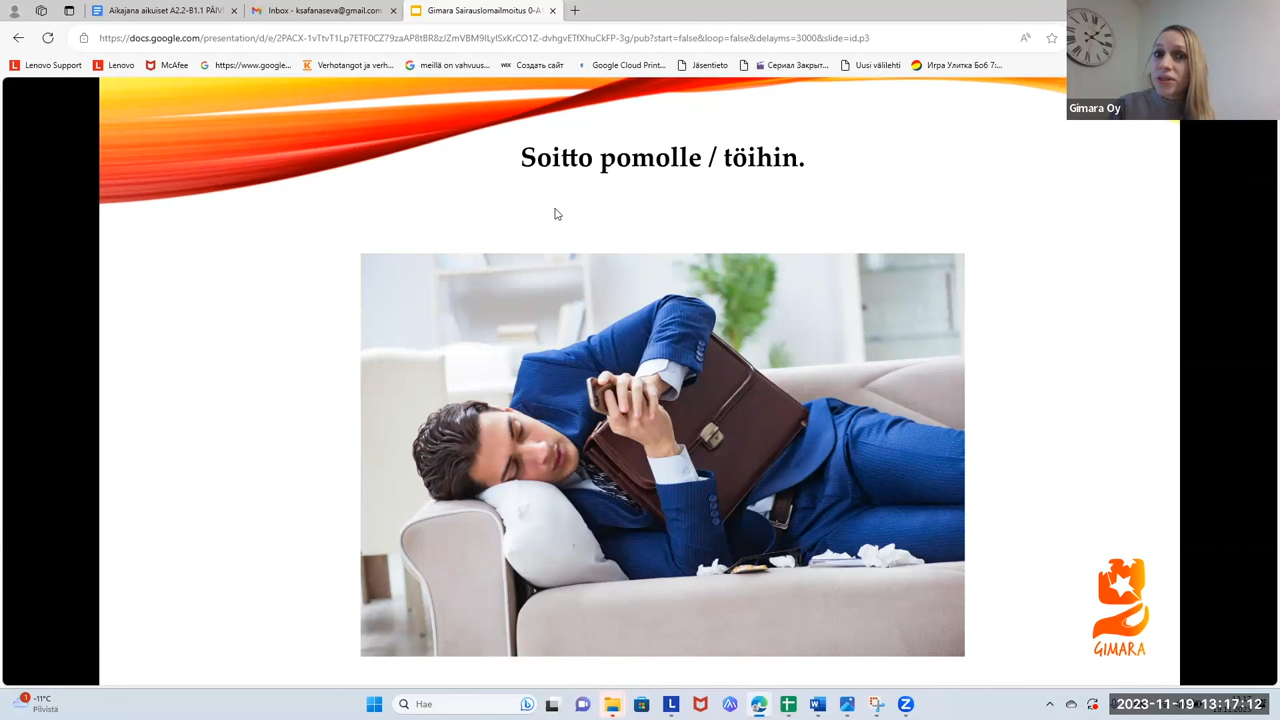 Aikajana aikuiset A2.2-B1.1 PÄIVI
Inbox - ksafanaseva@gmail.com
Gimara Sairauslomailmoitus 0-A
https://docs.google.com/presentation/d/e/2PACX-1vTtvT1Lp7ETF0CZ79zaAP8tBR8zJZmVBM9ILyISxKrCO1Z-dvhgvETfXhuCkFP-3g/pub?start=false&loop=false&delayms=3000&slide=id.p3
Lenovo Support
Lenovo
McAfee
https://www.google...
Verhotangot ja verh...
meillä on vahvuus...
WIX Создать сайт
Google Cloud Print...
Jäsentieto
Сериал Закрыт...
Uusi välilehti
Игра Улитка Боб 7:...
Gimara Oy
Soitto pomolle / töihin.
GIMARA
-11°C
Pilvistä
Hae
2023-11-19 13:17:12